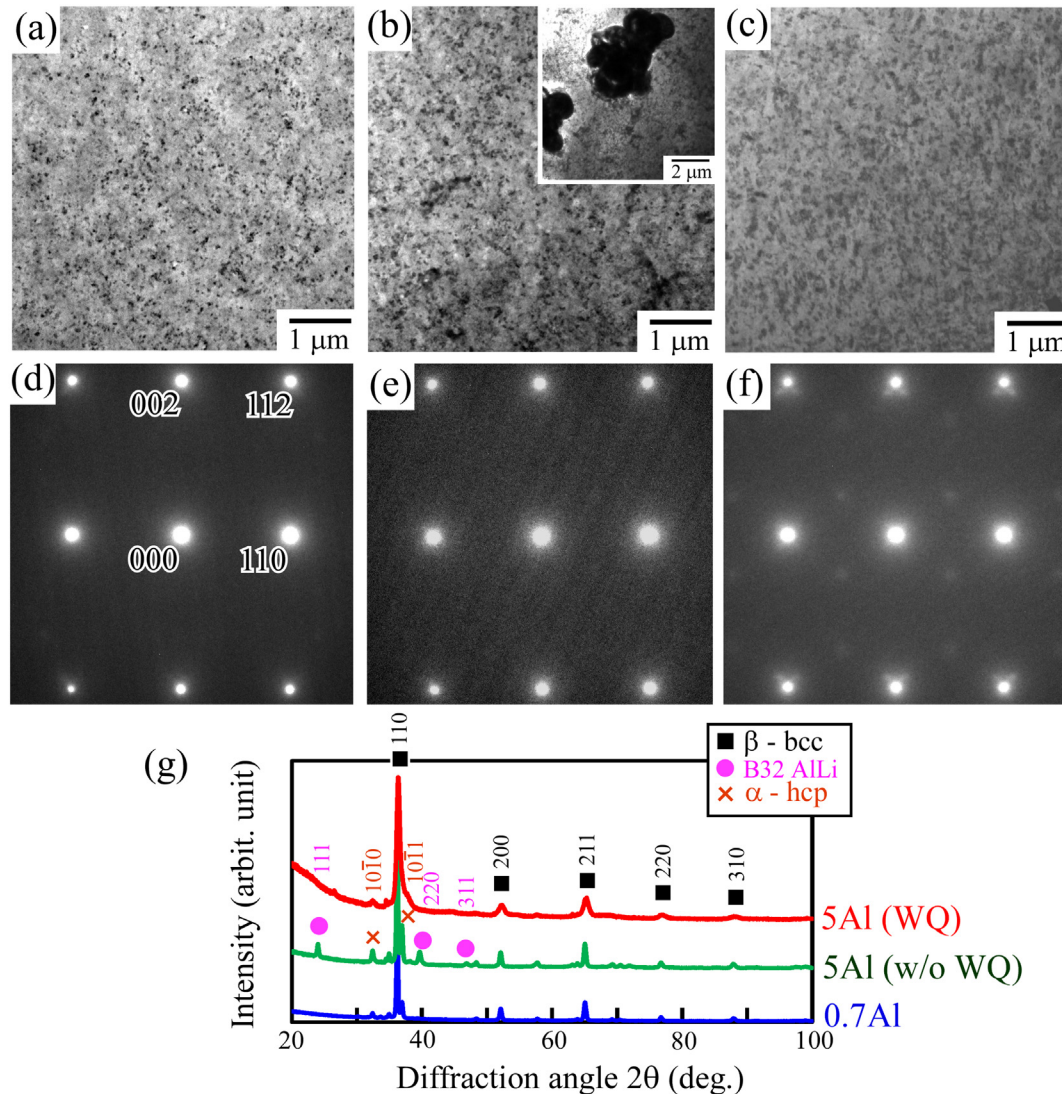 (a)
1 μm
(b)
2 μm
1 μm
(c)
1 μm
(d)
002
112
000
110
(e)
(f)
(g)
β - bcc
B32 AlLi
α - hcp
110
111
101̄0
101̄1
220
311
200
211
220
310
5Al (WQ)
5Al (w/o WQ)
0.7Al
Intensity (arbit. unit)
20
40
60
80
100
Diffraction angle 2θ (deg.)